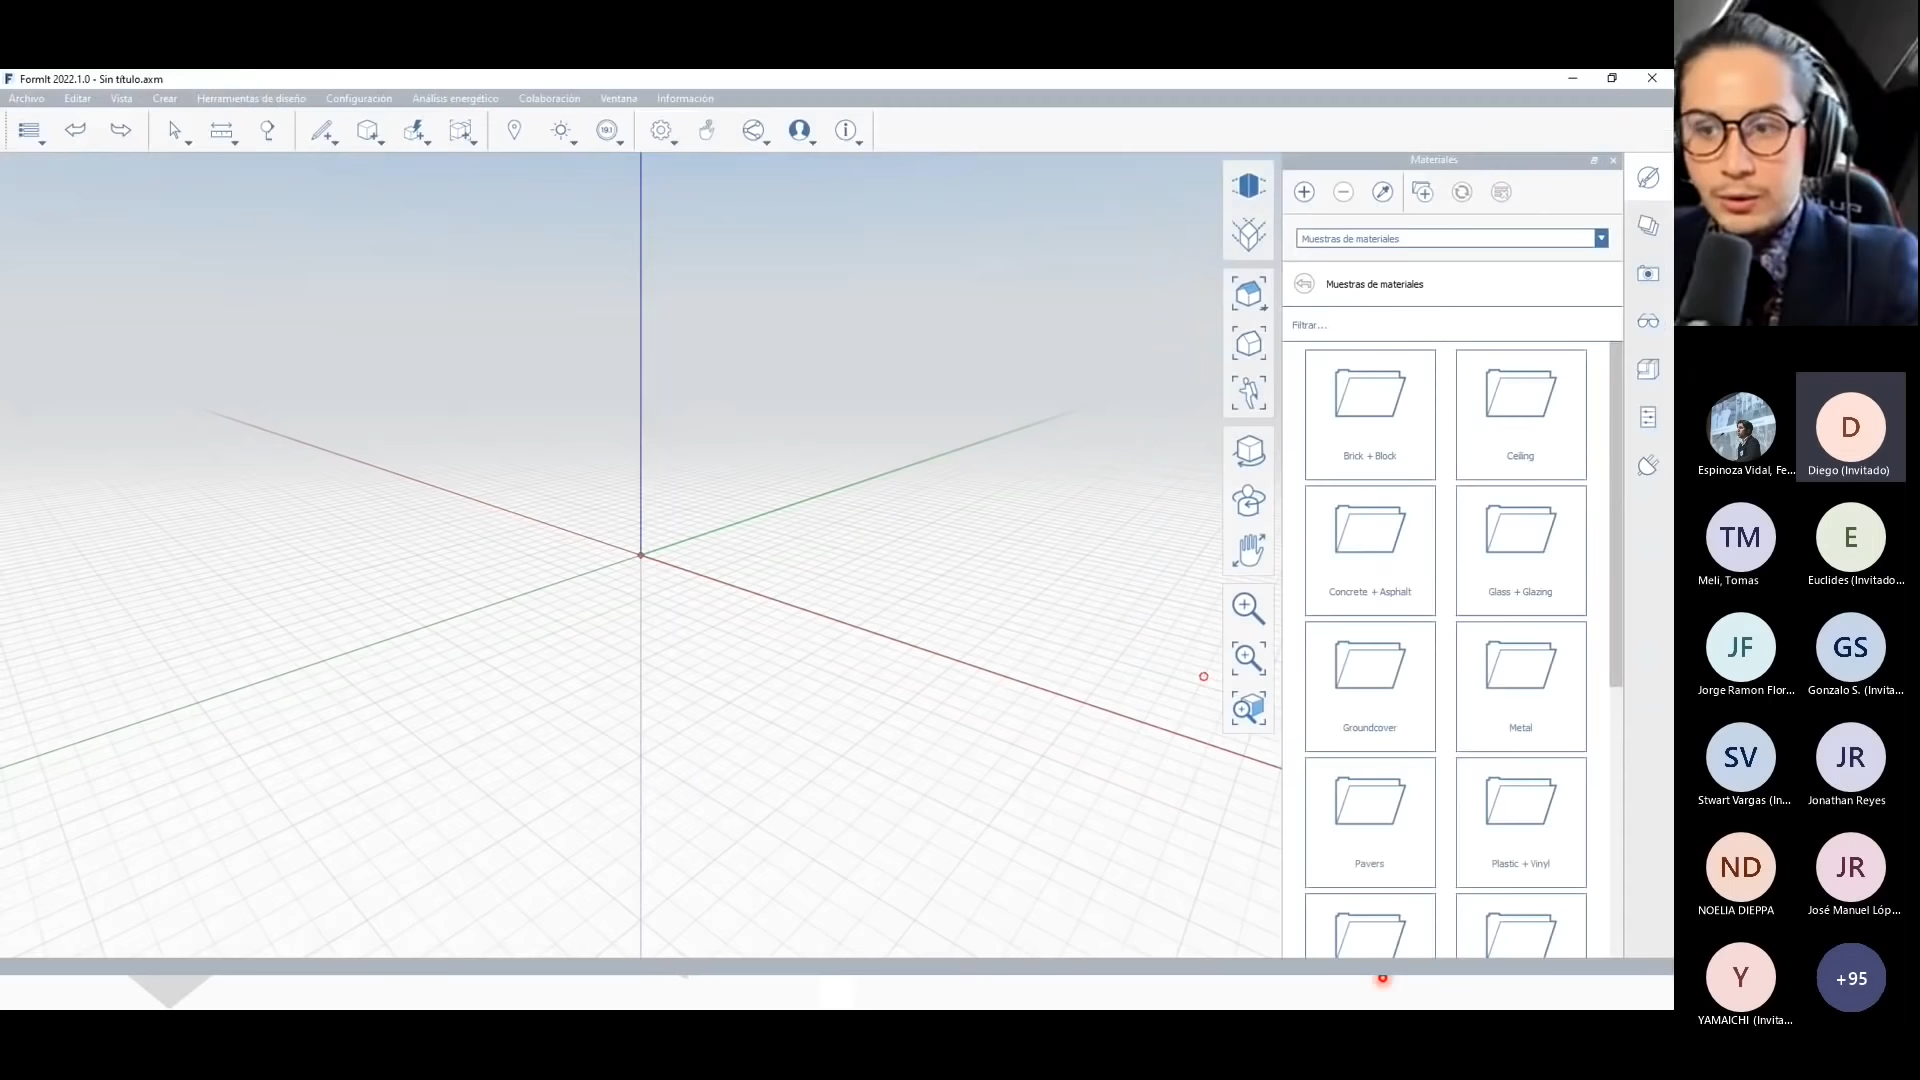 FormIt 2022.1.0 - Sin título.axm
Archivo Editar Vista Crear Herramientas de diseño Configuración Análisis energético Colaboración Ventana Información
19.1
Materiales
Muestras de materiales
Muestras de materiales
Filtrar...
Brick + Block
Ceiling
Concrete + Asphalt
Glass + Glazing
Groundcover
Metal
Pavers
Plastic + Vinyl
D
Espinoza Vidal, Fe...
Diego (Invitado)
TM
E
Meli, Tomas
Euclides (Invitado...
JF
GS
Jorge Ramon Flor...
Gonzalo S. (Invita...
SV
JR
Stwart Vargas (In...
Jonathan Reyes
ND
JR
NOELIA DIEPPA
José Manuel Lóp...
Y
+95
YAMAICHI (Invita...